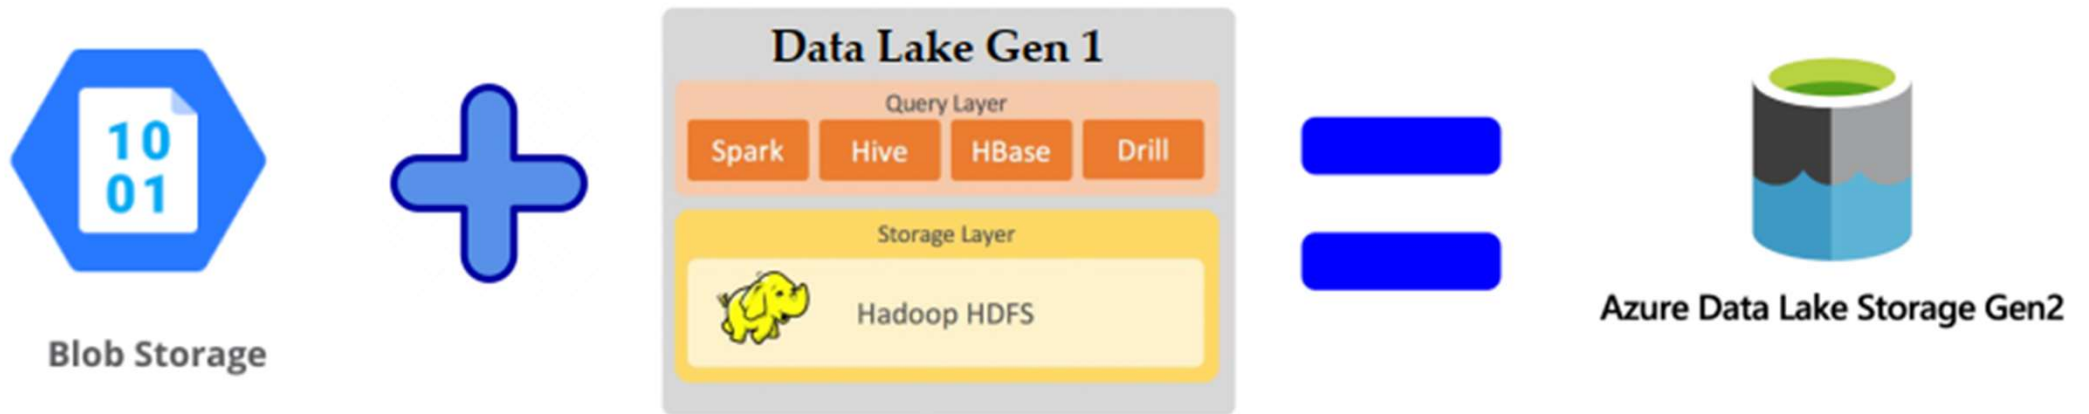 10
01
Blob Storage
Data Lake Gen 1
Query Layer
Spark
Hive
HBase
Drill
Storage Layer
Hadoop HDFS
Azure Data Lake Storage Gen2